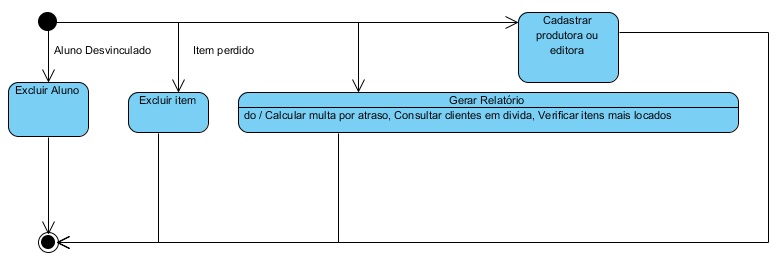 Cadastrar
produtora ou
editora
Aluno Desvinculado
Item perdido
Excluir Aluno
Excluir item
Gerar Relatório
do / Calcular multa por atraso, Consultar clientes em divida, Verificar itens mais locados